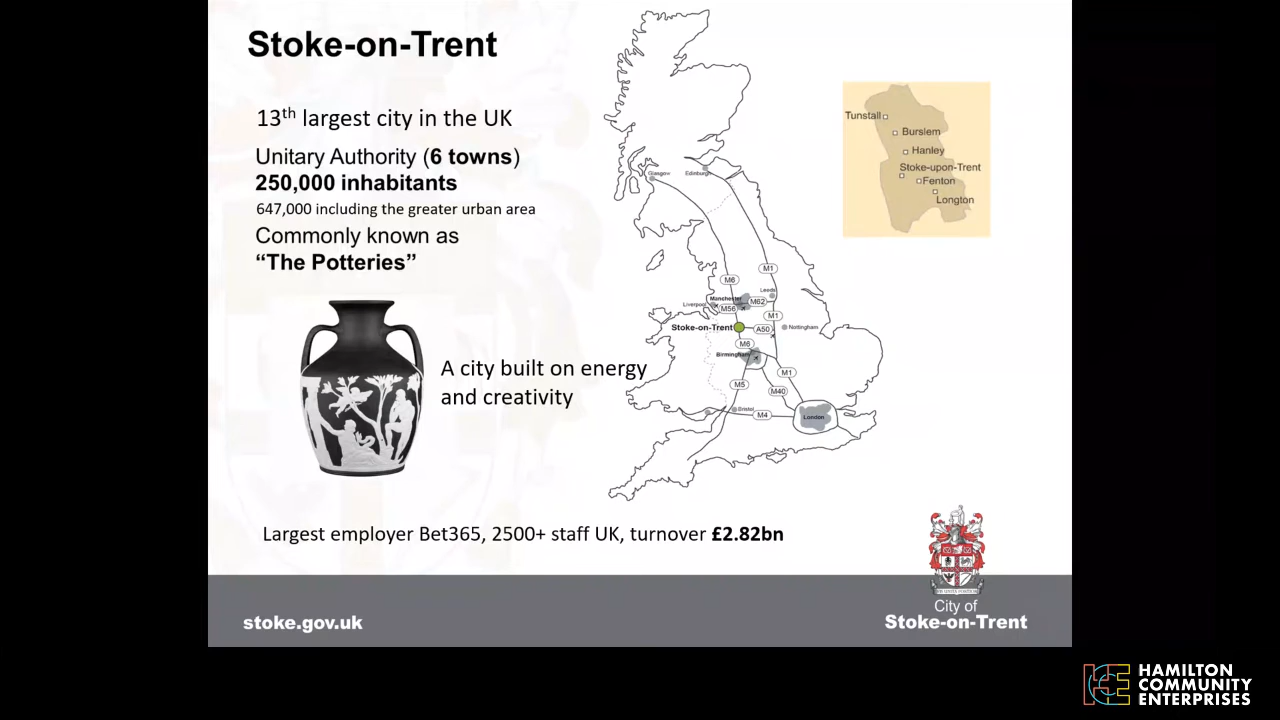 Stoke-on-Trent
13th largest city in the UK
Unitary Authority (6 towns)
250,000 inhabitants
647,000 including the greater urban area
Commonly known as
“The Potteries”
A city built on energy
and creativity
Glasgow
Edinburgh
M6
M1
Leeds
Manchester
M62
Liverpool
M56
M1
Stoke-on-Trent
A50
Nottingham
M6
Birmingham
M1
M5
M40
Bristol
M4
London
Tunstall
Burslem
Hanley
Stoke-upon-Trent
Fenton
Longton
Largest employer Bet365, 2500+ staff UK, turnover £2.82bn
stoke.gov.uk
City of
Stoke-on-Trent
HCE
HAMILTON
COMMUNITY
ENTERPRISES